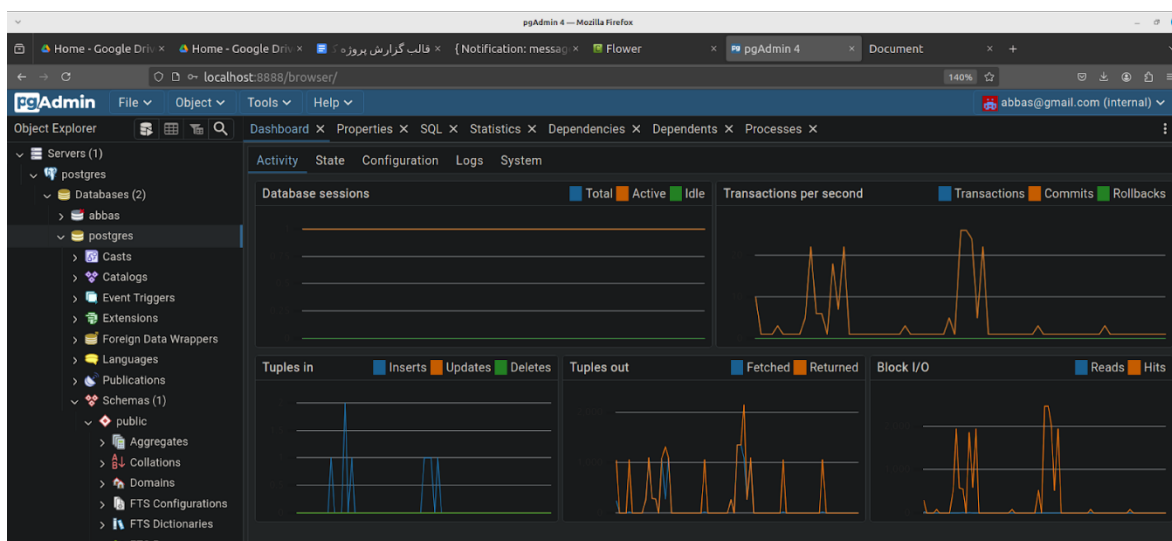 pgAdmin 4 — Mozilla Firefox
Home - Google Driv Home - Google Driv قالب گزارش پروژه {Notification: messag Flower pgAdmin 4 Document
localhost:8888/browser/ 140%
pgAdmin File Object Tools Help abbas@gmail.com (internal)
Object Explorer Dashboard Properties SQL Statistics Dependencies Dependents Processes
Activity State Configuration Logs System
Servers (1)
postgres
Databases (2)
abbas
postgres
Casts
Catalogs
Event Triggers
Extensions
Foreign Data Wrappers
Languages
Publications
Schemas (1)
public
Aggregates
Collations
Domains
FTS Configurations
FTS Dictionaries
Database sessions Total Active Idle
Transactions per second Transactions Commits Rollbacks
Tuples in Inserts Updates Deletes
Tuples out Fetched Returned
Block I/O Reads Hits